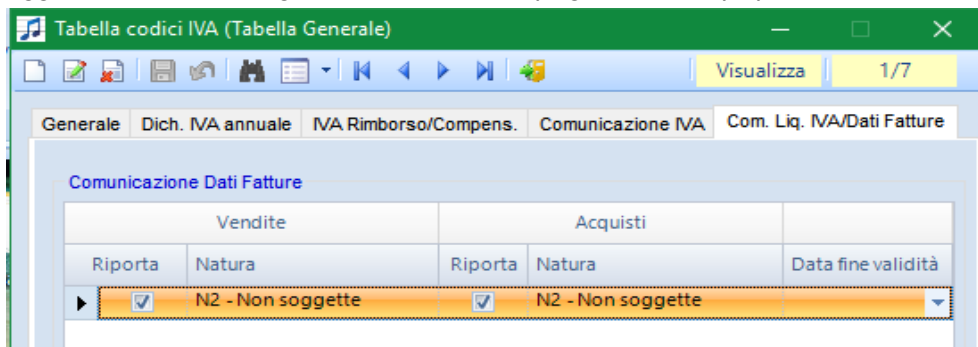 Tabella codici IVA (Tabella Generale)
Visualizza 1/7
Generale Dich. IVA annuale IVA Rimborso/Compens. Comunicazione IVA Com. Liq. IVA/Dati Fatture
Comunicazione Dati Fatture
Vendite Acquisti
Riporta Natura Riporta Natura Data fine validità
N2 - Non soggette N2 - Non soggette